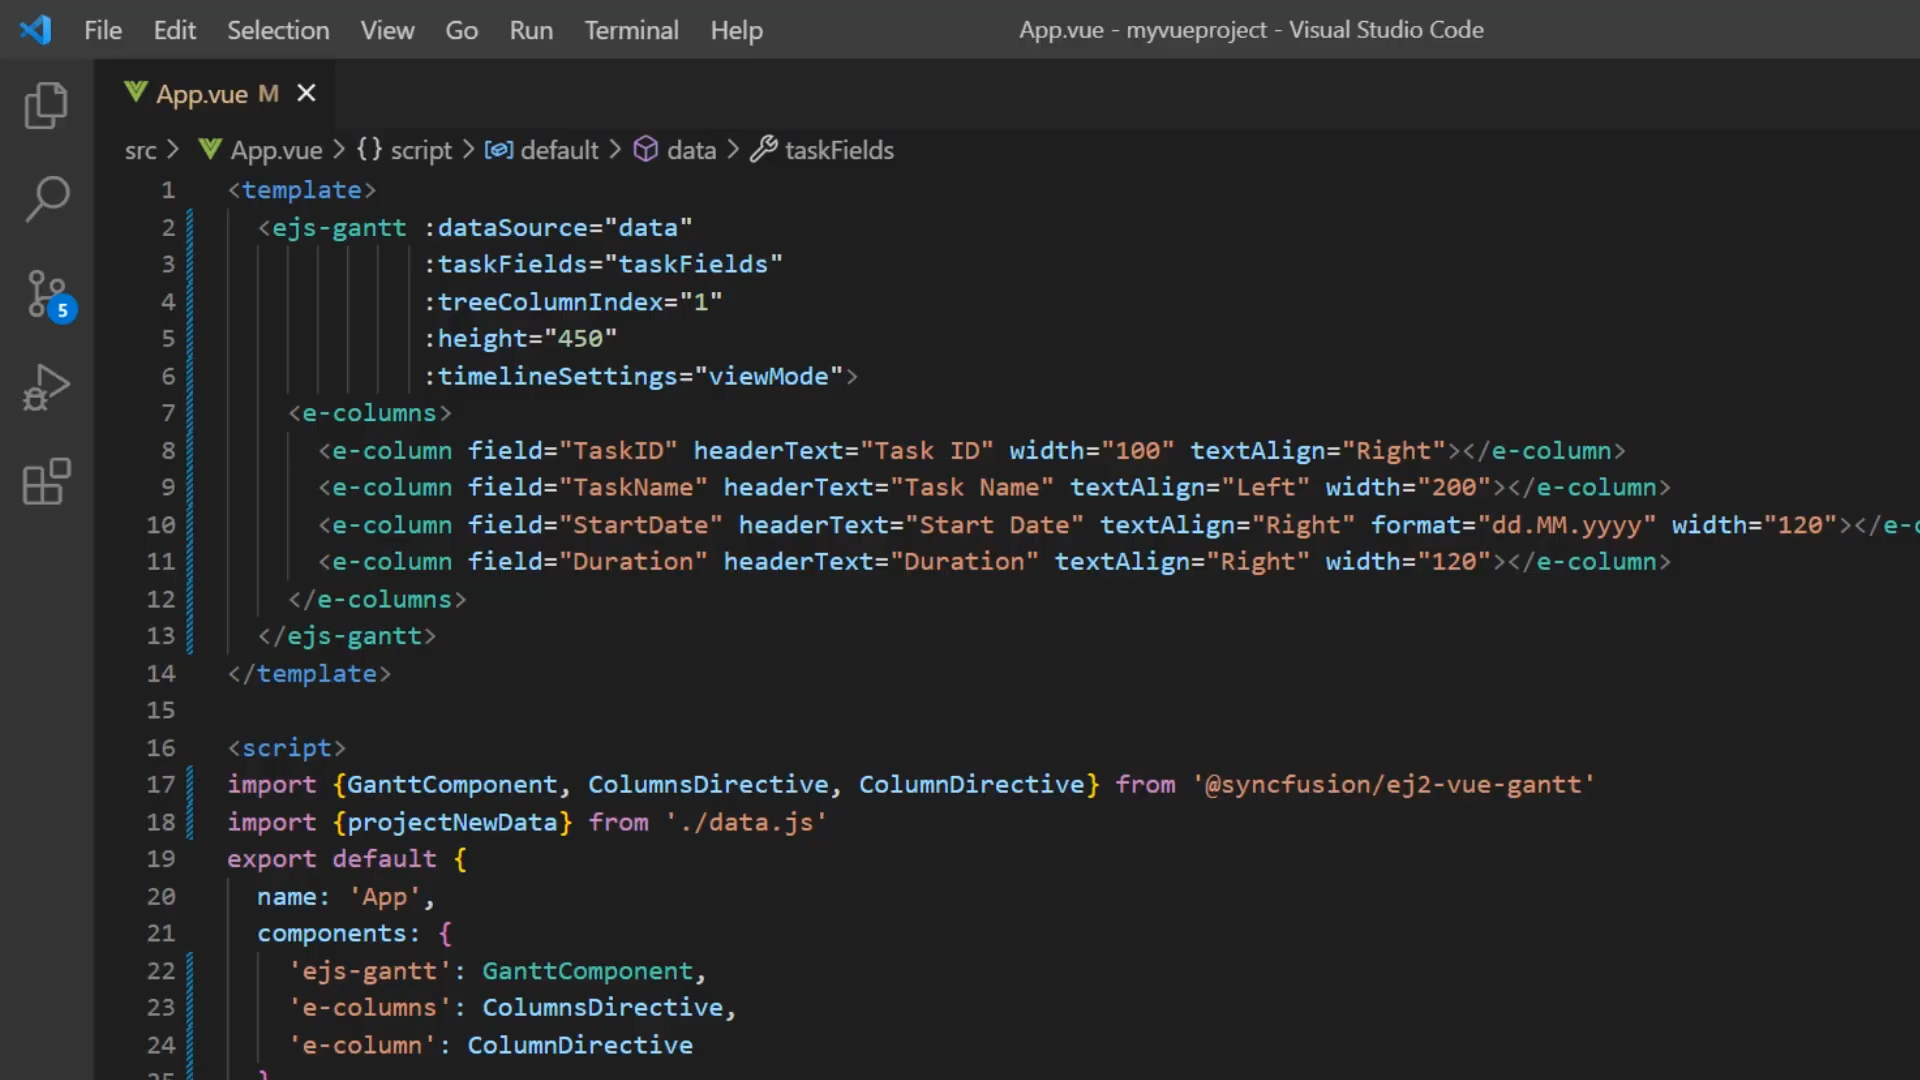 File Edit Selection View Go Run Terminal Help App.vue - myvueproject - Visual Studio Code
App.vue M
src > App.vue > {} script > default > data > taskFields
1 <template>
2 <ejs-gantt :dataSource="data"
3 :taskFields="taskFields"
4 :treeColumnIndex="1"
5 :height="450"
6 :timelineSettings="viewMode">
7 <e-columns>
8 <e-column field="TaskID" headerText="Task ID" width="100" textAlign="Right"></e-column>
9 <e-column field="TaskName" headerText="Task Name" textAlign="Left" width="200"></e-column>
10 <e-column field="StartDate" headerText="Start Date" textAlign="Right" format="dd.MM.yyyy" width="120"></e-
11 <e-column field="Duration" headerText="Duration" textAlign="Right" width="120"></e-column>
12 </e-columns>
13 </ejs-gantt>
14 </template>
15
16 <script>
17 import {GanttComponent, ColumnsDirective, ColumnDirective} from '@syncfusion/ej2-vue-gantt'
18 import {projectNewData} from './data.js'
19 export default {
20 name: 'App',
21 components: {
22 'ejs-gantt': GanttComponent,
23 'e-columns': ColumnsDirective,
24 'e-column': ColumnDirective
5